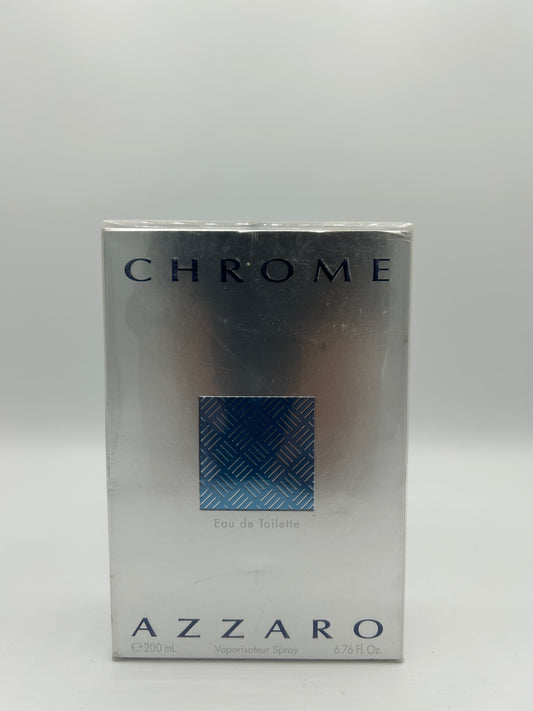 CHROME
Eau de Toilette
AZZARO
℮ 200 ml. Vaporisateur Spray 6.76 Fl. Oz.